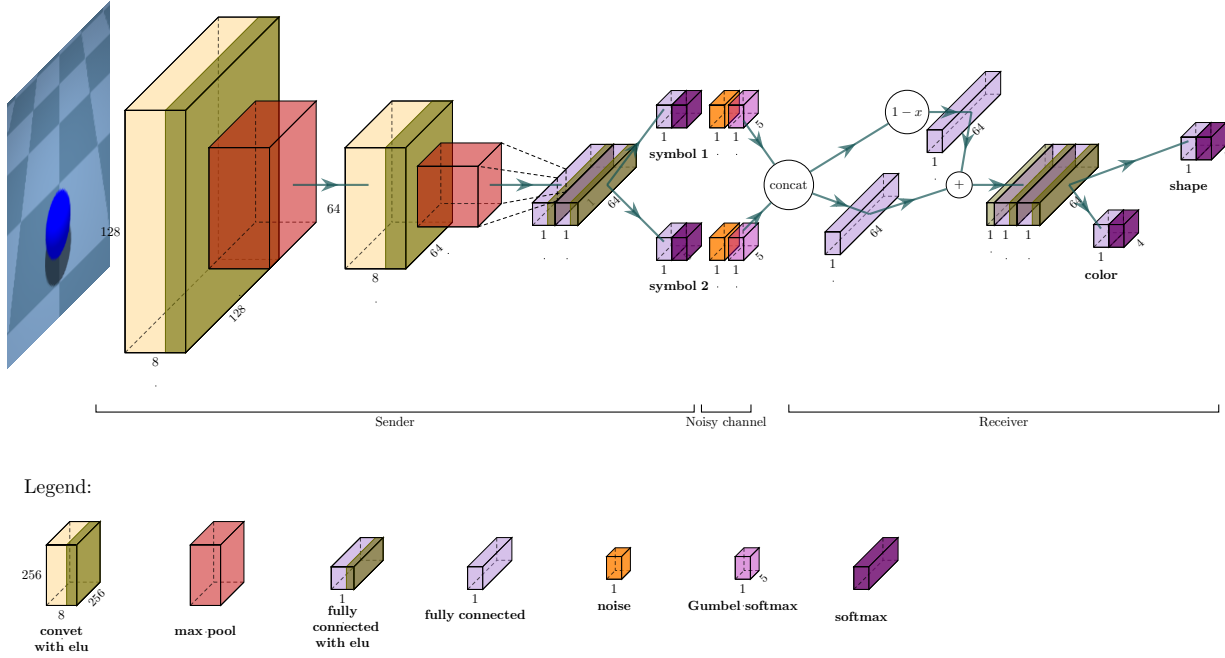 128
8
128
64
8
64
1
1
64
1
symbol 1
1
symbol 2
1
1
5
1
1
5
concat
1 − x
1
64
1
64
+
1
1
1
64
1
shape
1
4
color
Sender
Noisy channel
Receiver
Legend:
256
8
256
convet
with elu
max pool
1
fully
connected
with elu
1
fully connected
1
noise
1
5
Gumbel softmax
softmax